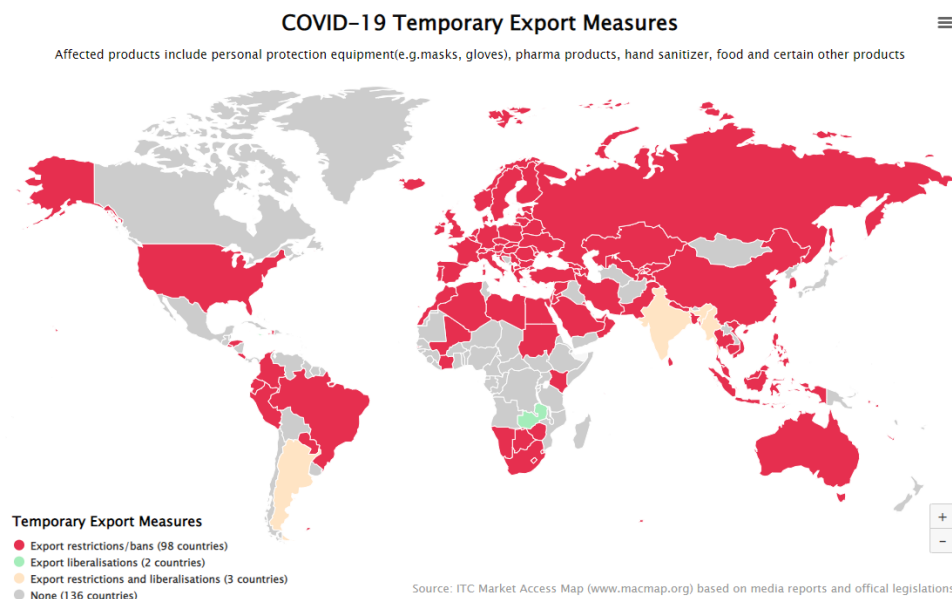 COVID-19 Temporary Export Measures
Affected products include personal protection equipment(e.g.masks, gloves), pharma products, hand sanitizer, food and certain other products
Temporary Export Measures
Export restrictions/bans (98 countries)
Export liberalisations (2 countries)
Export restrictions and liberalisations (3 countries)
None (136 countries)
+
−
Source: ITC Market Access Map (www.macmap.org) based on media reports and offical legislations